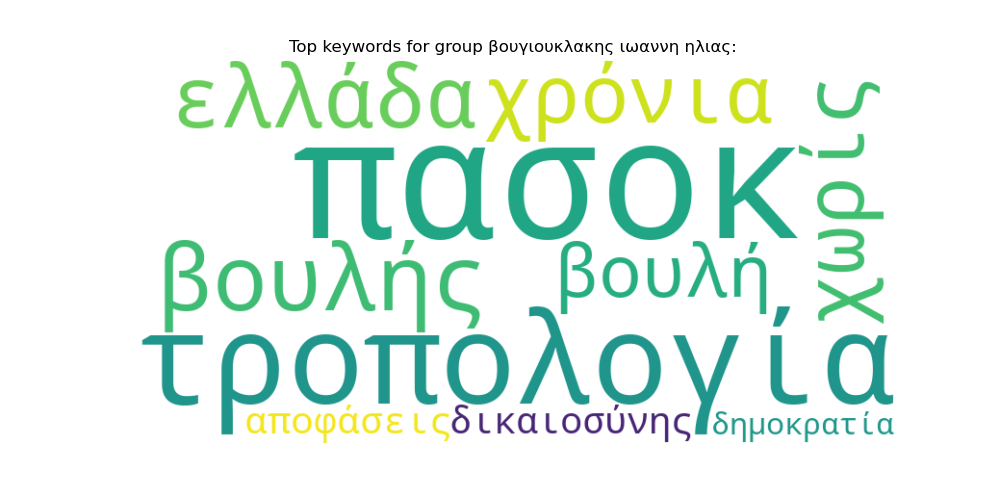 Top keywords for group βουγιουκλακης ιωαννη ηλιας:
ελλάδα χρόνια
χωρίς
πασοκ
βουλής βουλή
τροπολογία
αποφάσεις δικαιοσύνης δημοκρατία